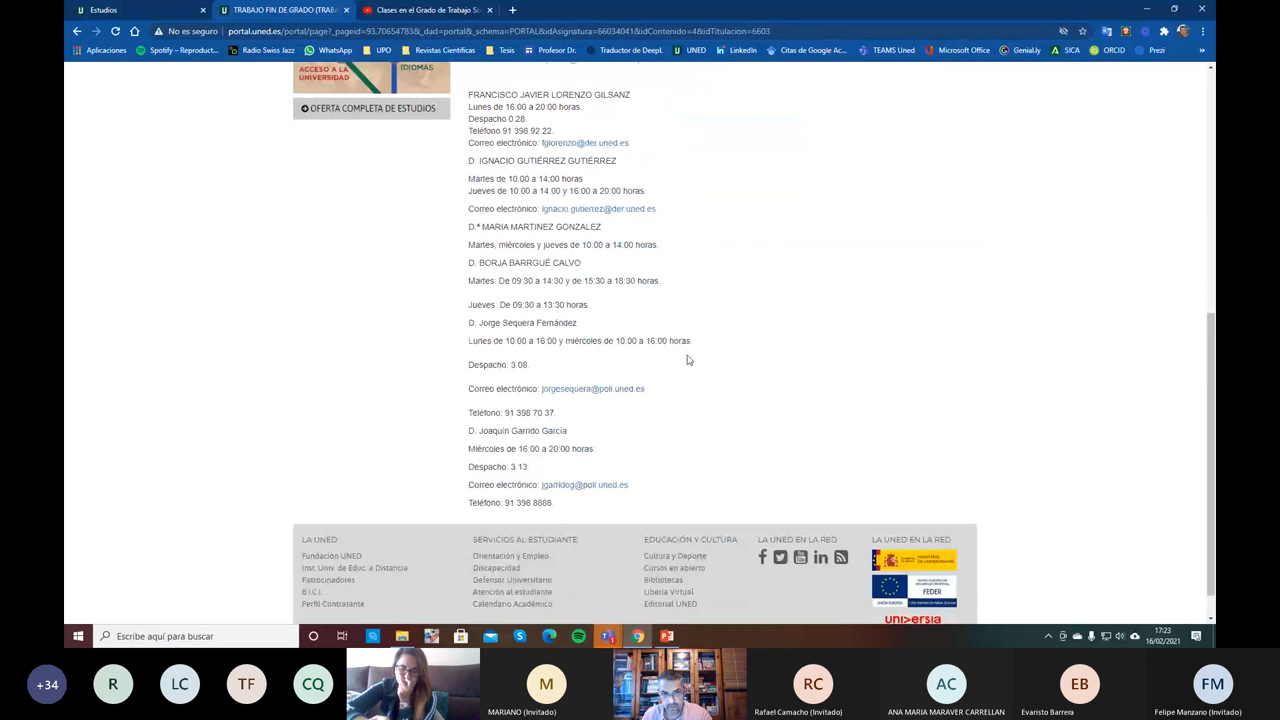 Estudios
TRABAJO FIN DE GRADO (TRABA
Clases en el Grado de Trabajo So
No es seguro
portal.uned.es/portal/page?_pageid=93,70654783&_dad=portal&_schema=PORTAL&idAsignatura=66034041&idContenido=4&idTitulacion=6603
Aplicaciones
Spotify – Reproduct...
Radio Swiss Jazz
UPO
Revistas Científicas
Tiempo
Press Reader
Traductor de DeepL
UNED
LinkedIn
Citas de Google Ac...
TEAMS Uned
Microsoft Office
Genial.ly
SICA
ORCID
Prezi
ACCESO A LA
UNIVERSIDAD
IDIOMAS
OFERTA COMPLETA DE ESTUDIOS
FRANCISCO JAVIER LORENZO GILSANZ
Lunes de 16:00 a 20:00 horas.
Despacho 0.28.
Teléfono 91 398 92 22.
Correo electrónico: fglorenzo@der.uned.es
D. IGNACIO GUTIÉRREZ GUTIÉRREZ
Martes de 10:00 a 14:00 horas
Jueves de 10:00 a 14:00 y 16:00 a 20:00 horas.
Correo electrónico: Ignacio.gutierrez@der.uned.es
D.ª MARIA MARTINEZ GONZALEZ
Martes, miércoles y jueves de 10:00 a 14:00 horas.
D. BORJA BARRGUÉ CALVO
Martes: De 09:30 a 14:30 y de 15:30 a 18:30 horas.
Jueves: De 09:30 a 13:30 horas.
D. Jorge Sequera Fernández
Lunes de 10:00 a 16:00 y miércoles de 10:00 a 16:00 horas.
Despacho: 3.08.
Correo electrónico: jorgesequera@poli.uned.es
Teléfono: 91 398 70 37.
D. Joaquín Garrido García
Miércoles de 16:00 a 20:00 horas.
Despacho: 3.13.
Correo electrónico: jgarridog@poli.uned.es
Teléfono: 91 398 8888.
LA UNED
Fundación UNED
Inst. Univ. de Educ. a Distancia
Patrocinadores
B.I.C.I.
Perfil Contratante
SERVICIOS AL ESTUDIANTE
Orientación y Empleo
Discapacidad
Defensor Universitario
Atención al estudiante
Calendario Académico
EDUCACIÓN Y CULTURA
Cultura y Deporte
Cursos en abierto
Bibliotecas
Librería Virtual
Editorial UNED
LA UNED EN LA RED
LA UNED EN LA RED
FEDER
universia
Escribe aquí para buscar
17:23
16/02/2021
+34
R
LC
TF
CQ
M
MARIANO (Invitado)
RC
Rafael Camacho (Invitado)
AC
ANA MARIA MARAVER CARRELLAN
EB
Evaristo Barrera
FM
Felipe Manzano (Invitado)